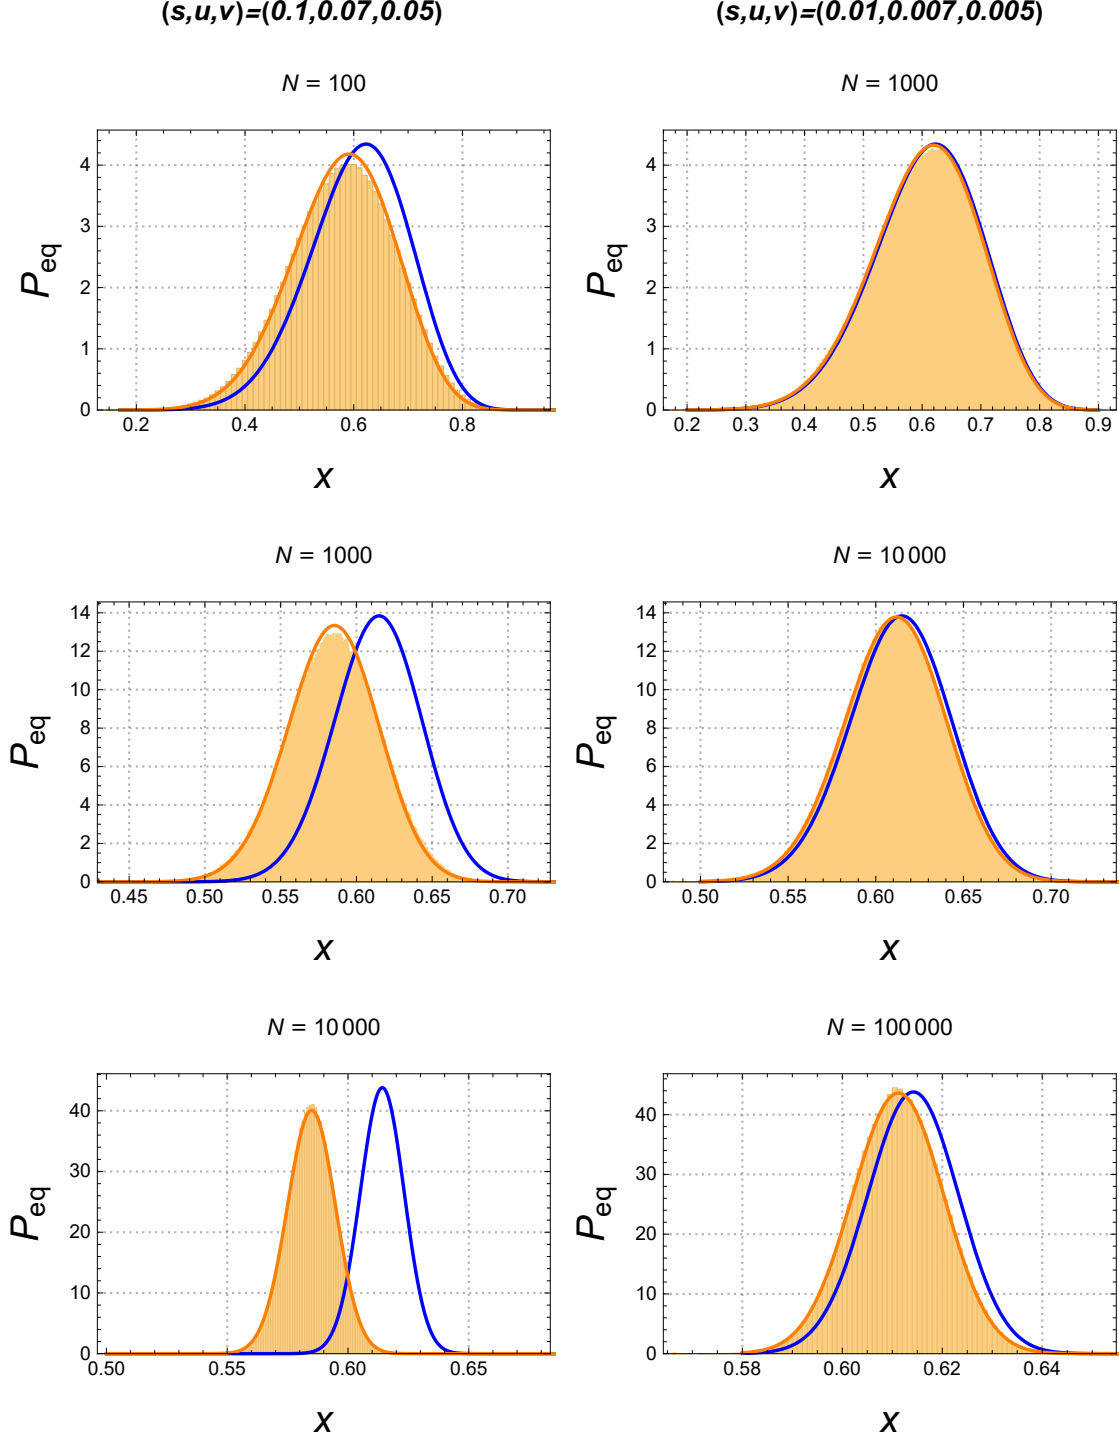 (s,u,v)=(0.1,0.07,0.05)
(s,u,v)=(0.01,0.007,0.005)
N = 100
N = 1000
4
3
2
1
0
P_eq
0.2 0.4 0.6 0.8
x
4
3
2
1
0
P_eq
0.2 0.3 0.4 0.5 0.6 0.7 0.8 0.9
x
N = 1000
N = 10 000
14
12
10
8
6
4
2
0
P_eq
0.45 0.50 0.55 0.60 0.65 0.70
x
14
12
10
8
6
4
2
0
P_eq
0.50 0.55 0.60 0.65 0.70
x
N = 10 000
N = 100 000
40
30
20
10
0
P_eq
0.50 0.55 0.60 0.65
x
40
30
20
10
0
P_eq
0.58 0.60 0.62 0.64
x